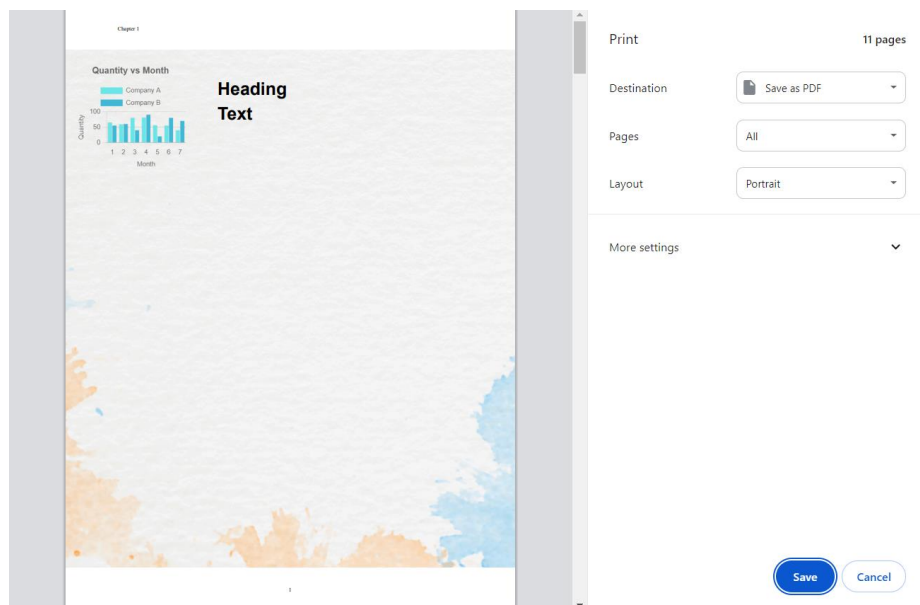 Chapter 1
Quantity vs Month
Company A
Company B
Quantity
100
50
0
1 2 3 4 5 6 7
Month
Heading
Text
1
Print
11 pages
Destination
Save as PDF
Pages
All
Layout
Portrait
More settings
Save
Cancel